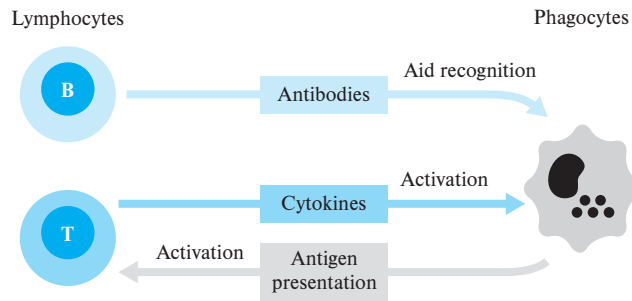 Lymphocytes
Phagocytes
B
Antibodies
Aid recognition
T
Cytokines
Activation
Activation
Antigen
presentation